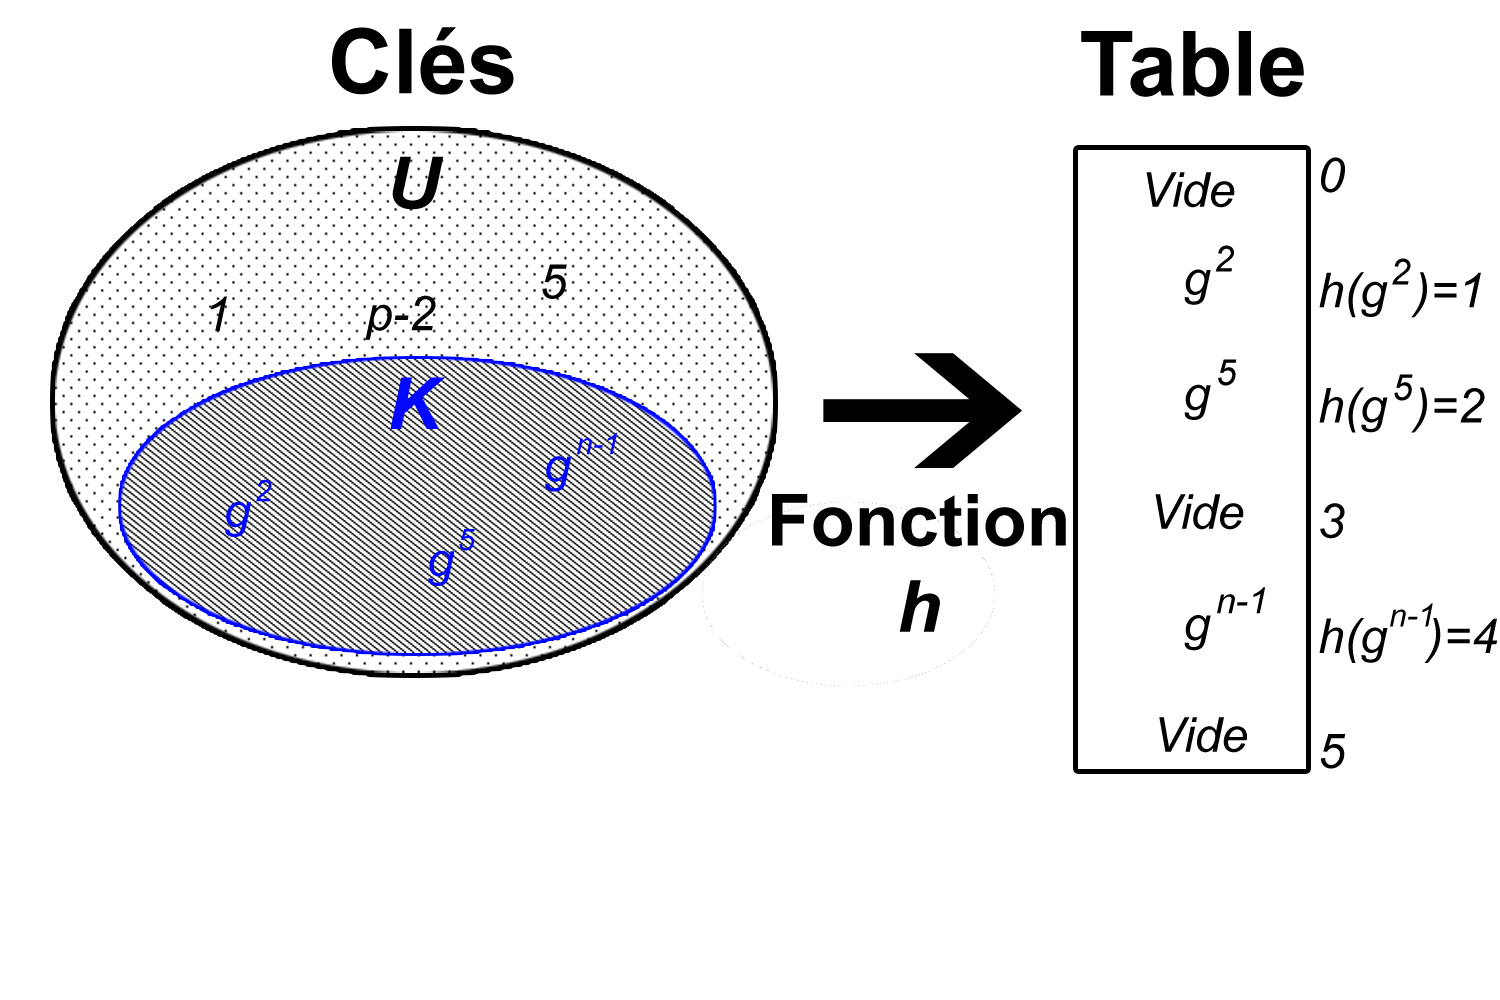 Clés
U
1 p-2 5
K
g^2 g^5 g^{n-1}
Fonction
h
Table
Vide 0
g^2 h(g^2)=1
g^5 h(g^5)=2
Vide 3
g^{n-1} h(g^{n-1})=4
Vide 5